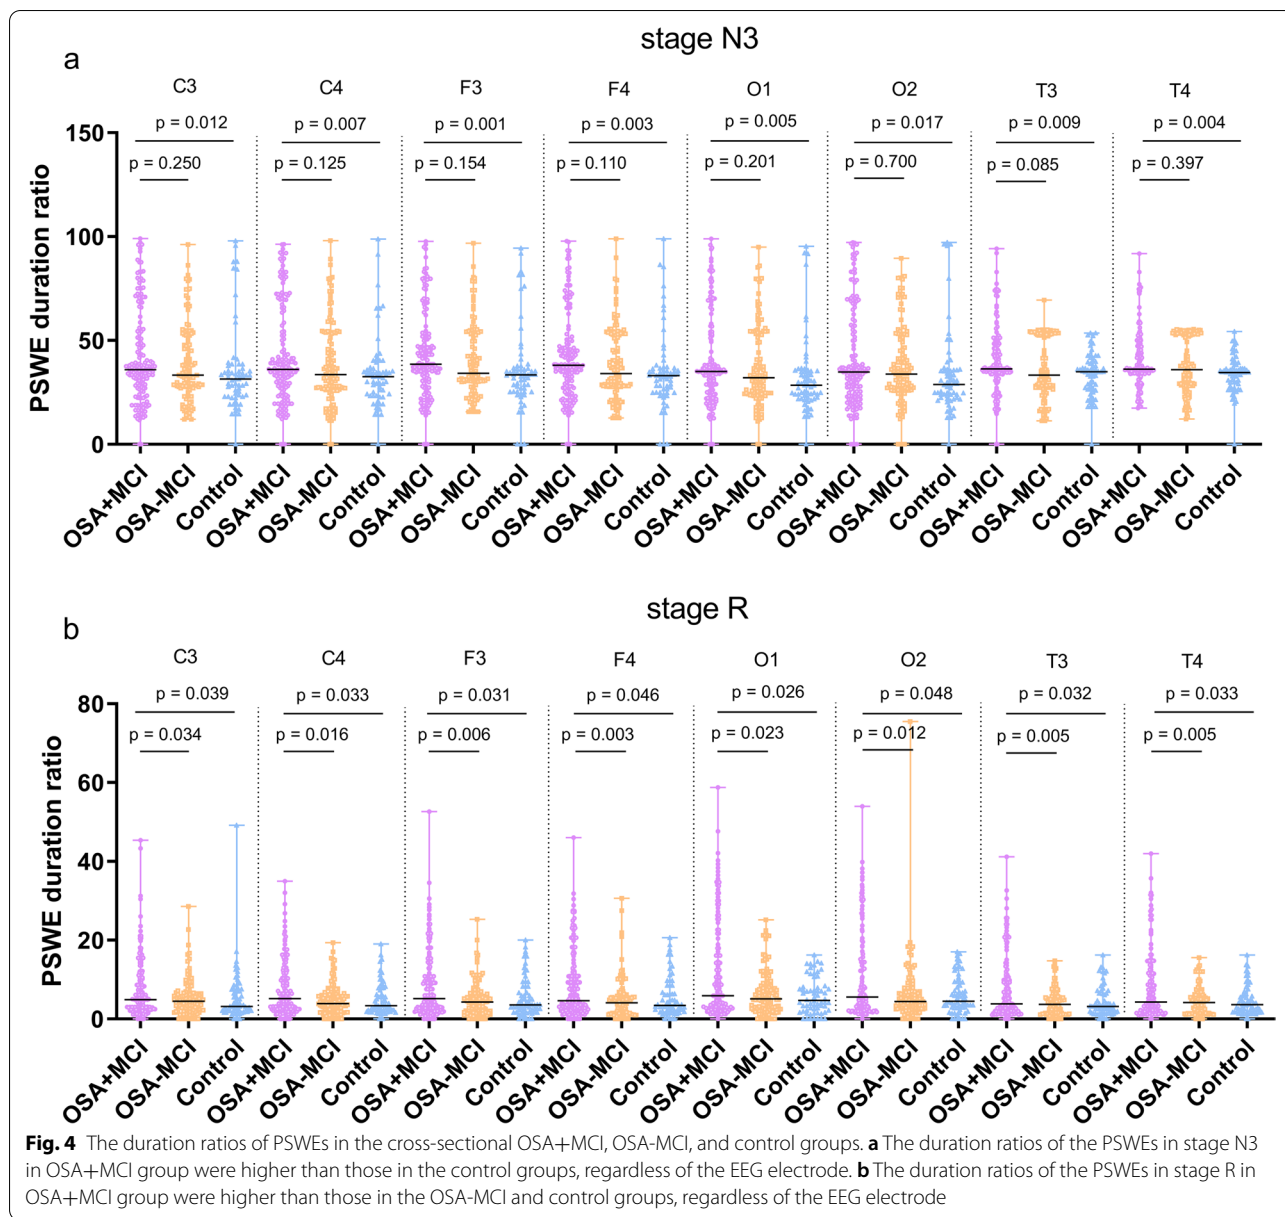 stage N3
a
C3 C4 F3 F4 O1 O2 T3 T4
p = 0.012 p = 0.007 p = 0.001 p = 0.003 p = 0.005 p = 0.017 p = 0.009 p = 0.004
p = 0.250 p = 0.125 p = 0.154 p = 0.110 p = 0.201 p = 0.700 p = 0.085 p = 0.397
150
100
50
0
PSWE duration ratio
OSA+MCI OSA-MCI Control OSA+MCI OSA-MCI Control OSA+MCI OSA-MCI Control OSA+MCI OSA-MCI Control OSA+MCI OSA-MCI Control OSA+MCI OSA-MCI Control OSA+MCI OSA-MCI Control OSA+MCI OSA-MCI Control
stage R
b
C3 C4 F3 F4 O1 O2 T3 T4
p = 0.039 p = 0.033 p = 0.031 p = 0.046 p = 0.026 p = 0.048 p = 0.032 p = 0.033
p = 0.034 p = 0.016 p = 0.006 p = 0.003 p = 0.023 p = 0.012 p = 0.005 p = 0.005
80
60
40
20
0
PSWE duration ratio
OSA+MCI OSA-MCI Control OSA+MCI OSA-MCI Control OSA+MCI OSA-MCI Control OSA+MCI OSA-MCI Control OSA+MCI OSA-MCI Control OSA+MCI OSA-MCI Control OSA+MCI OSA-MCI Control OSA+MCI OSA-MCI Control
Fig. 4 The duration ratios of PSWEs in the cross-sectional OSA+MCI, OSA-MCI, and control groups. a The duration ratios of the PSWEs in stage N3
in OSA+MCI group were higher than those in the control groups, regardless of the EEG electrode. b The duration ratios of the PSWEs in stage R in
OSA+MCI group were higher than those in the OSA-MCI and control groups, regardless of the EEG electrode